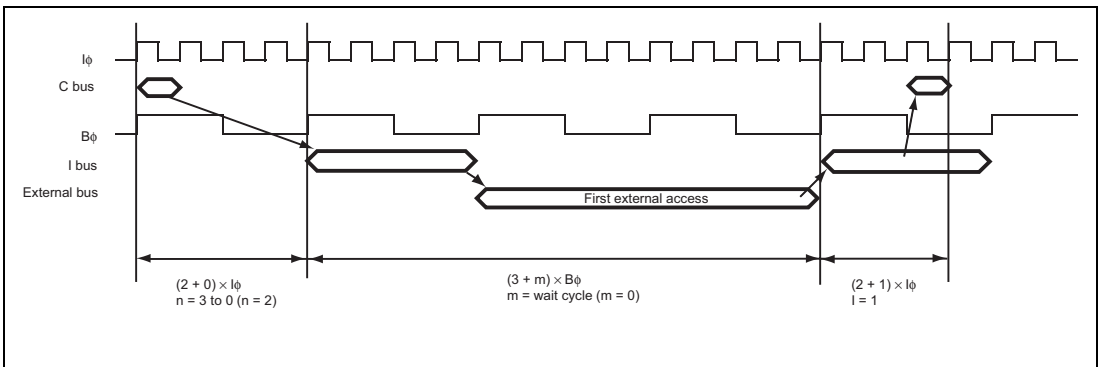 Iϕ
C bus
Bϕ
I bus
External bus
First external access
(2 + 0) × Iϕ
n = 3 to 0 (n = 2)
(3 + m) × Bϕ
m = wait cycle (m = 0)
(2 + 1) × Iϕ
l = 1